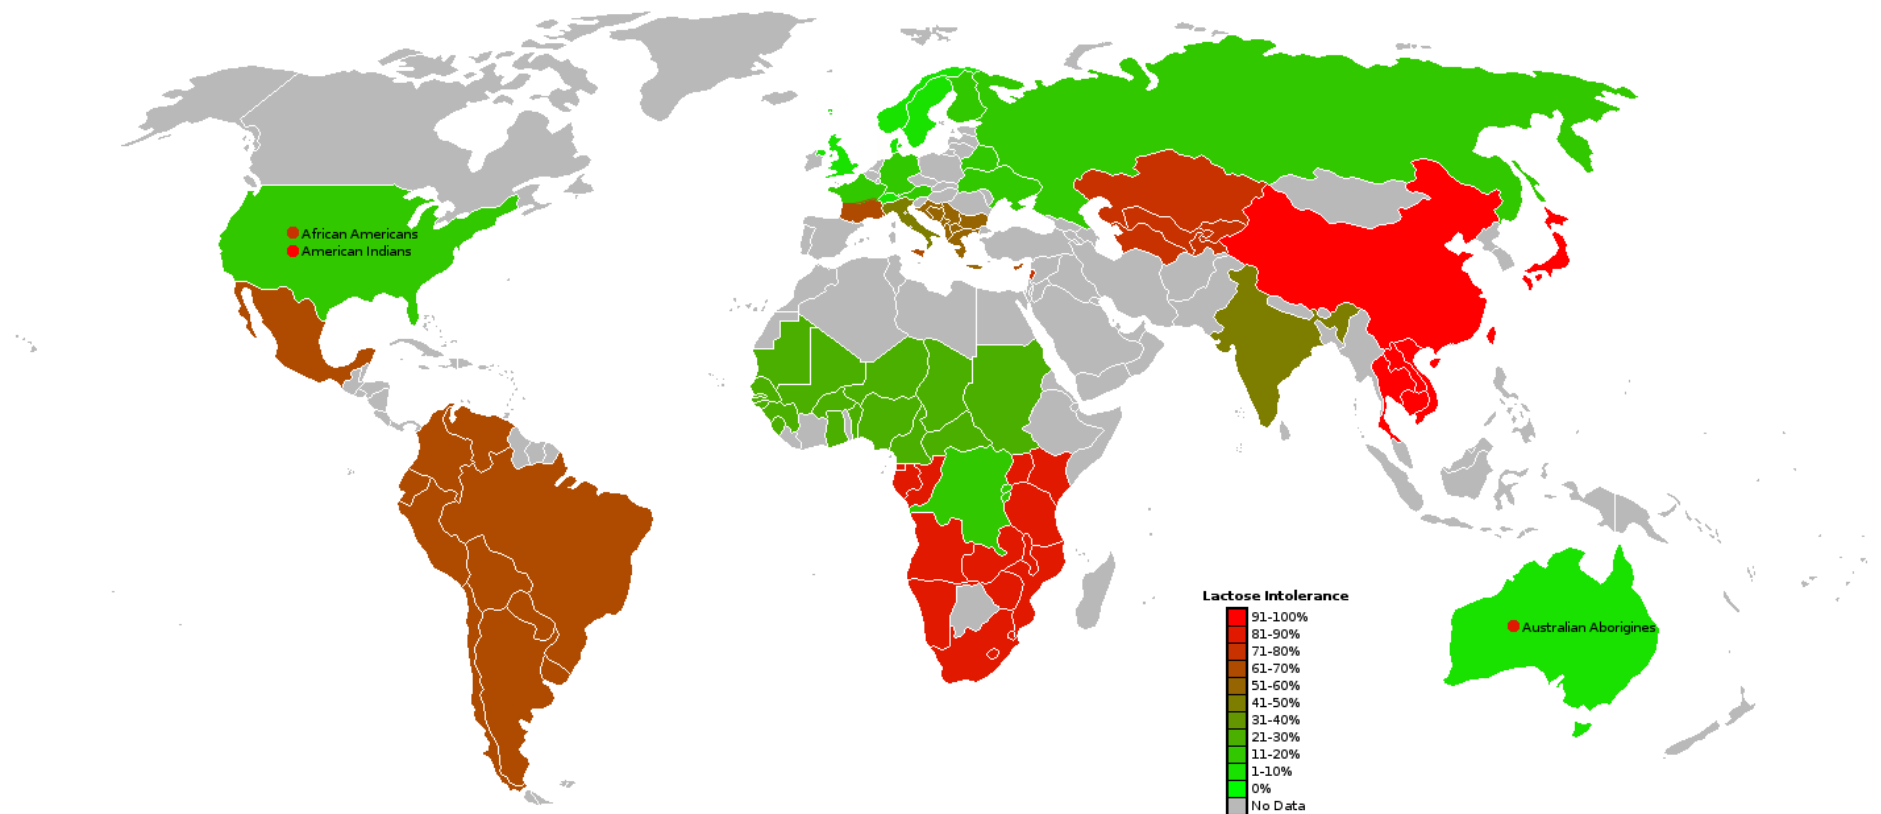 African Americans
American Indians
Lactose Intolerance
91-100%
81-90%
71-80%
61-70%
51-60%
41-50%
31-40%
21-30%
11-20%
1-10%
0%
No Data
Australian Aborigines